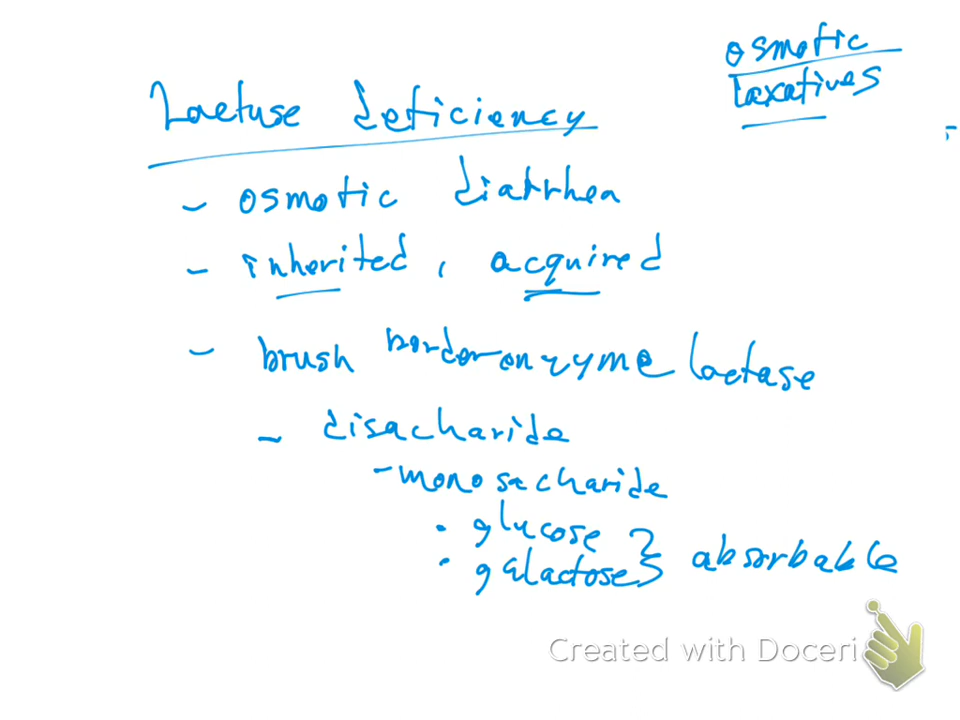 osmotic
laxatives
Lactase deficiency
- osmotic diarrhea
- inherited, acquired
- brush border enzyme lactase
- disacharide
- monosacharide
• glucose
• galactose } absorbable
Created with Doceri